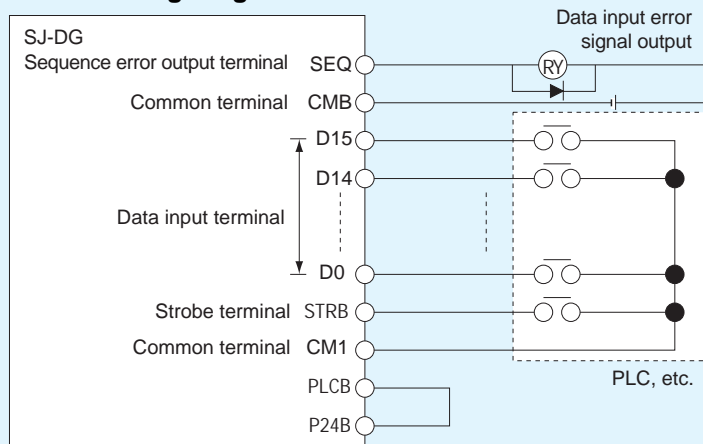 Data input error
signal output
SJ-DG
Sequence error output terminal SEQ
RY
Common terminal CMB
D15
D14
Data input terminal
D0
Strobe terminal STRB
Common terminal CM1
PLC, etc.
PLCB
P24B